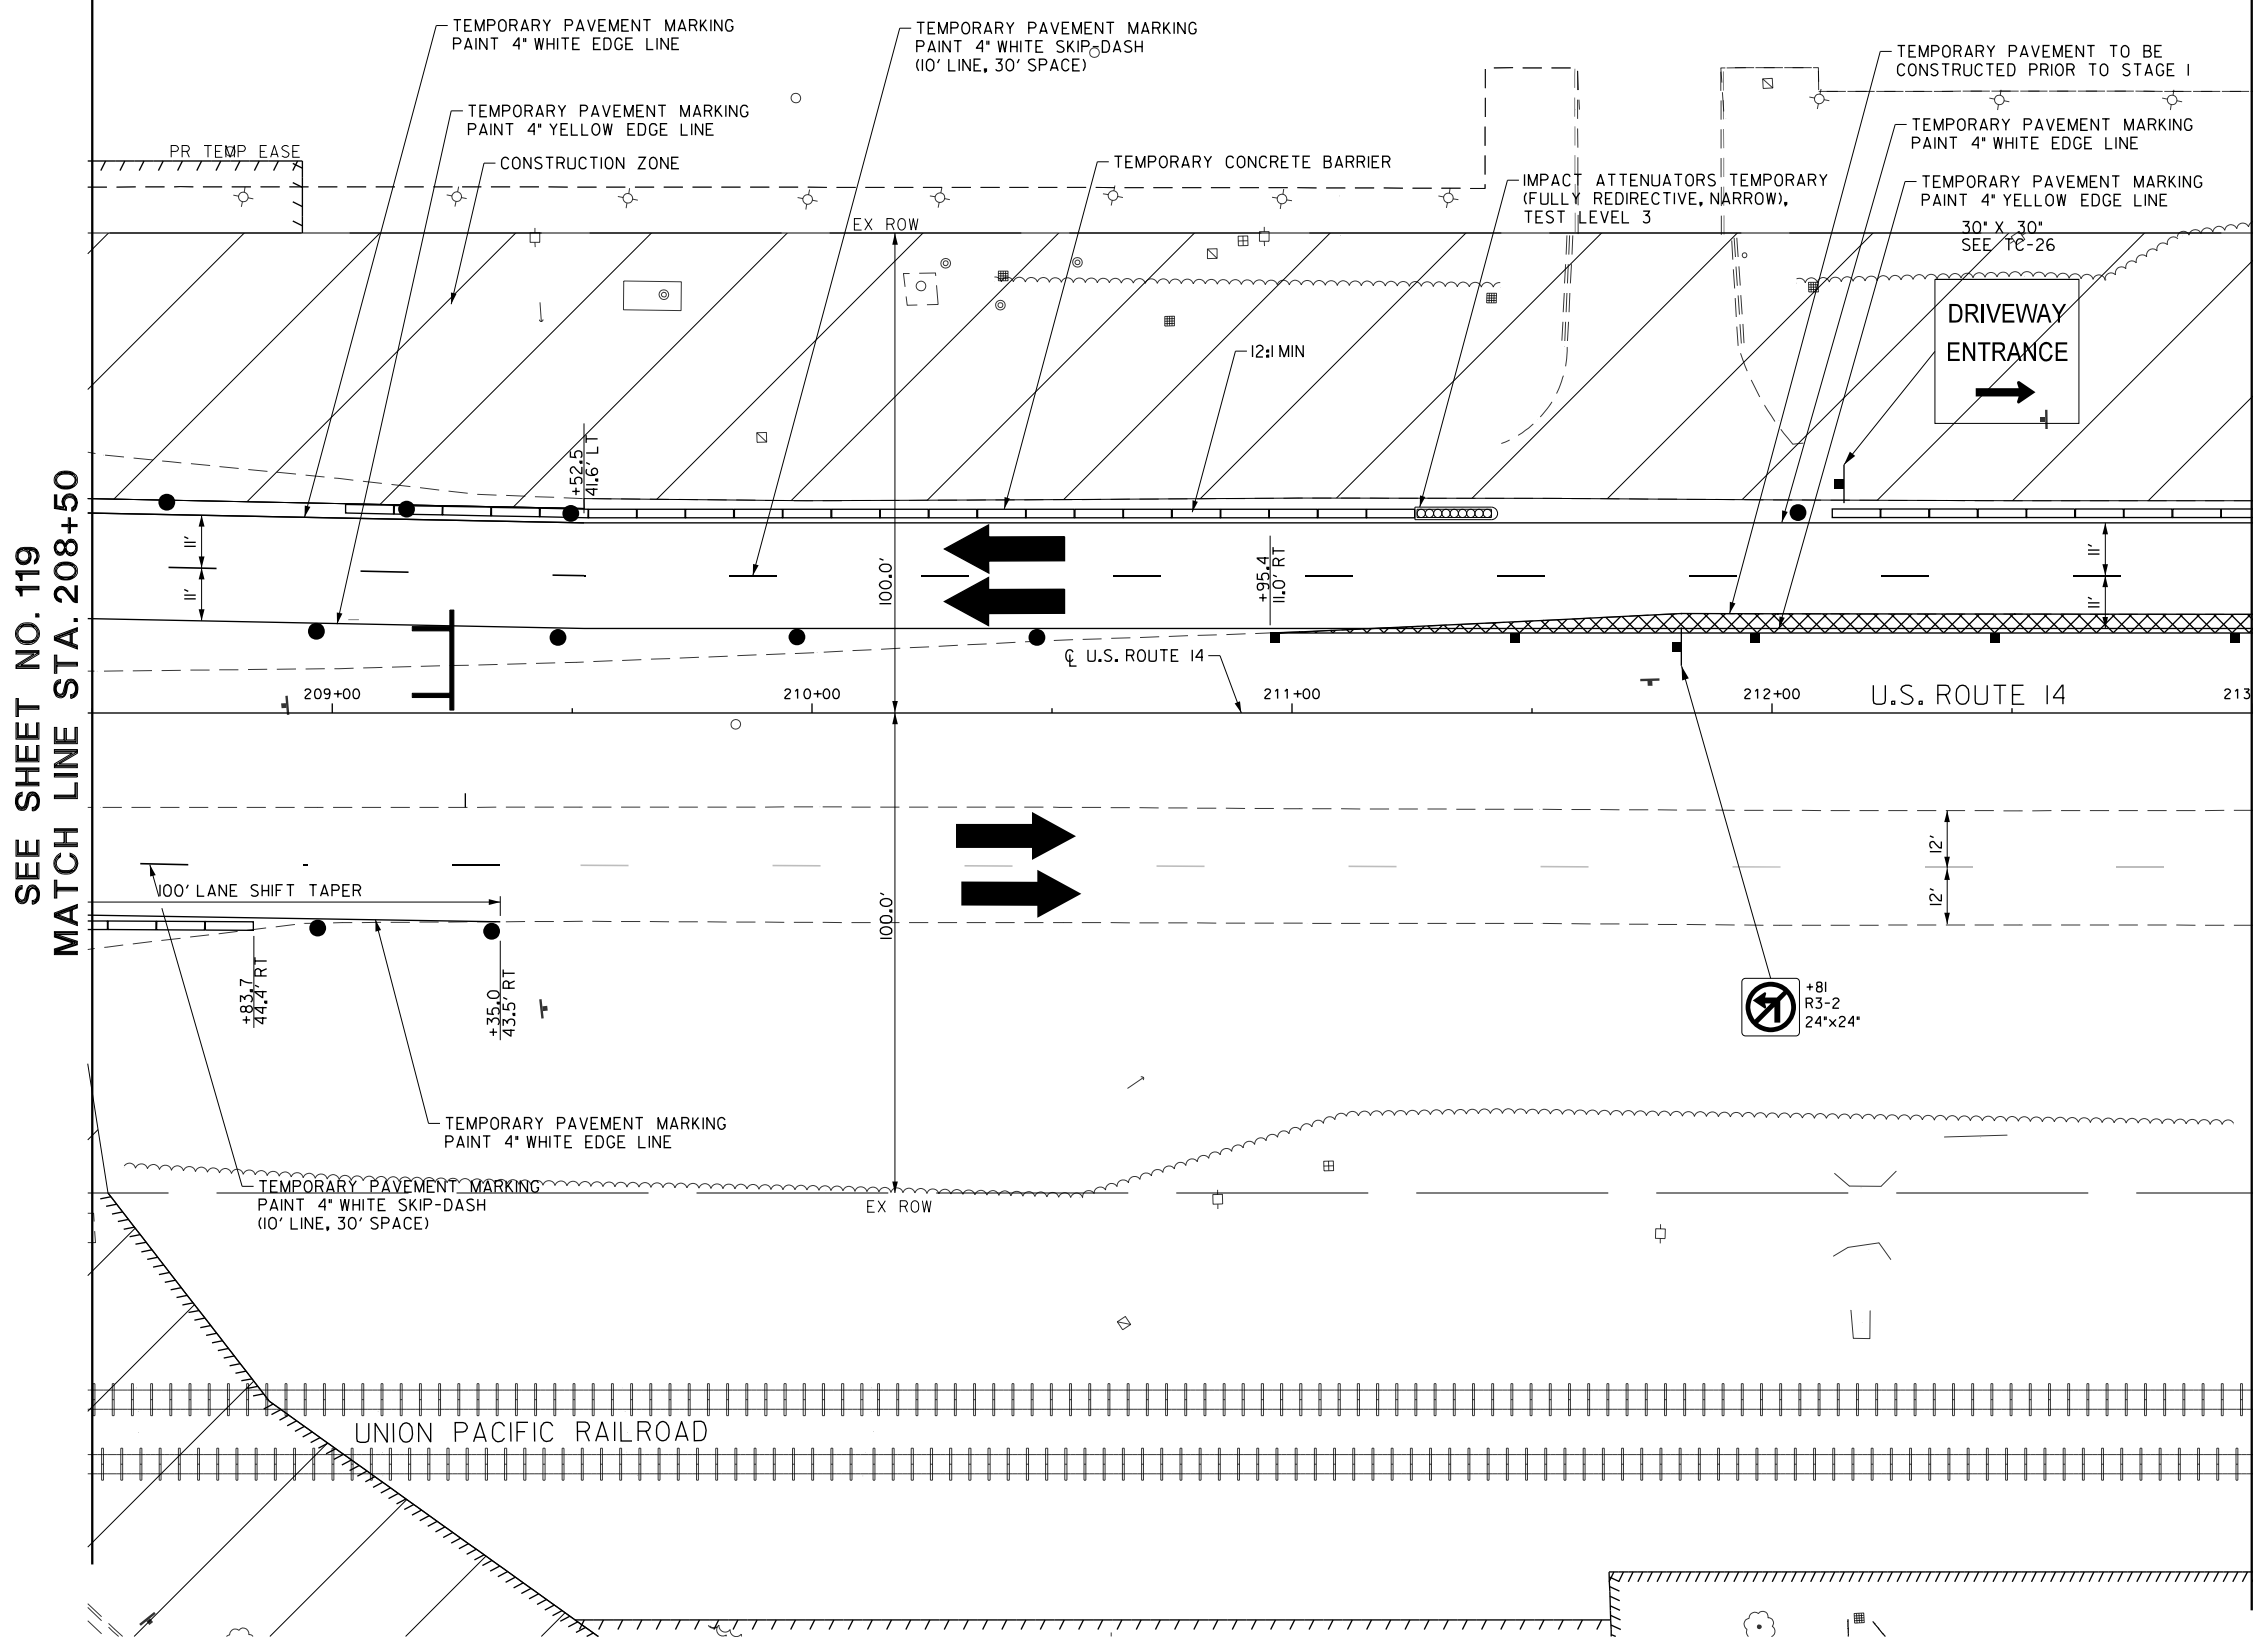 TEMPORARY PAVEMENT MARKING
PAINT 4" WHITE EDGE LINE
TEMPORARY PAVEMENT MARKING
PAINT 4" WHITE SKIP-DASH
(10' LINE, 30' SPACE)
TEMPORARY PAVEMENT TO BE
CONSTRUCTED PRIOR TO STAGE 1
TEMPORARY PAVEMENT MARKING
PAINT 4" YELLOW EDGE LINE
TEMPORARY PAVEMENT MARKING
PAINT 4" WHITE EDGE LINE
PR TEMP EASE
CONSTRUCTION ZONE
TEMPORARY CONCRETE BARRIER
IMPACT ATTENUATORS, TEMPORARY
(FULLY REDIRECTIVE, NARROW),
TEST LEVEL 3
TEMPORARY PAVEMENT MARKING
PAINT 4" YELLOW EDGE LINE
30" X 30"
SEE TC-26
EX ROW
DRIVEWAY
ENTRANCE
12:1 MIN
+52.5
41.6' LT
SEE SHEET NO. 119
MATCH LINE STA. 208+50
11'
11'
100.0'
+95.4
11.0' RT
11'
11'
℄ U.S. ROUTE 14
209+00
210+00
211+00
212+00
U.S. ROUTE 14
213
100' LANE SHIFT TAPER
12'
12'
100.0'
+83.7
44.4' RT
+35.0
43.5' RT
+81
R3-2
24"x24"
TEMPORARY PAVEMENT MARKING
PAINT 4" WHITE EDGE LINE
TEMPORARY PAVEMENT MARKING
PAINT 4" WHITE SKIP-DASH
(10' LINE, 30' SPACE)
EX ROW
UNION PACIFIC RAILROAD